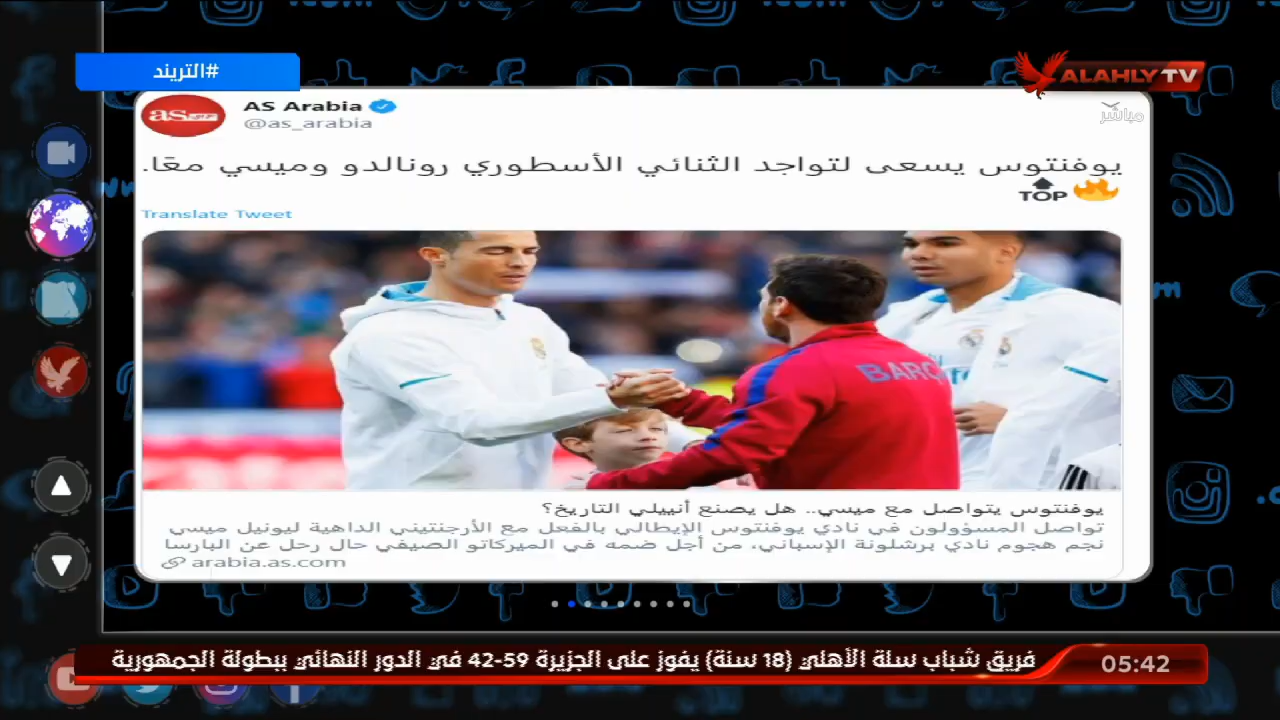 #التريند
ALAHLY TV
مباشر
as
AS Arabia
@as_arabia
يوفنتوس يسعى لتواجد الثنائي الأسطوري رونالدو وميسي معًا.
🔥🔝
Translate Tweet
BARÇ
يوفنتوس يتواصل مع ميسي.. هل يصنع أنييلي التاريخ؟
تواصل المسؤولون في نادي يوفنتوس الإيطالي بالفعل مع الأرجنتيني الداهية ليونيل ميسي
نجم هجوم نادي برشلونة الإسباني، من أجل ضمه في الميركاتو الصيفي حال رحل عن البارسا
arabia.as.com
فريق شباب سلة الأهلي (18 سنة) يفوز على الجزيرة 59-42 في الدور النهائي ببطولة الجمهورية
05:42